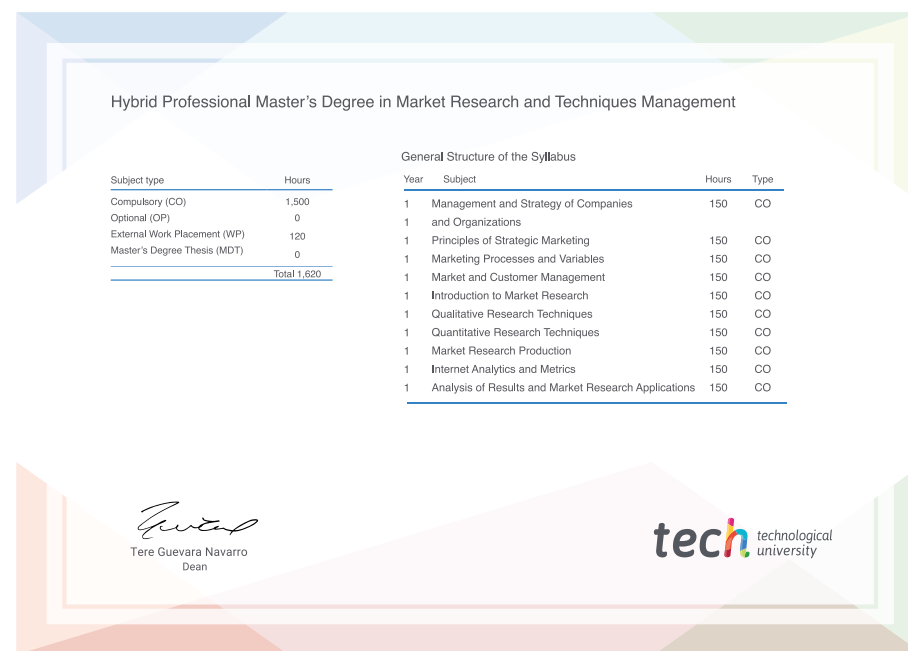 Hybrid Professional Master's Degree in Market Research and Techniques Management
Subject type Hours
Compulsory (CO) 1,500
Optional (OP) 0
External Work Placement (WP) 120
Master's Degree Thesis (MDT) 0
Total 1,620
General Structure of the Syllabus
Year Subject Hours Type
1 Management and Strategy of Companies 150 CO
1 and Organizations
1 Principles of Strategic Marketing 150 CO
1 Marketing Processes and Variables 150 CO
1 Market and Customer Management 150 CO
1 Introduction to Market Research 150 CO
1 Qualitative Research Techniques 150 CO
1 Quantitative Research Techniques 150 CO
1 Market Research Production 150 CO
1 Internet Analytics and Metrics 150 CO
1 Analysis of Results and Market Research Applications 150 CO
Tere Guevara Navarro
Dean
tech technological
university